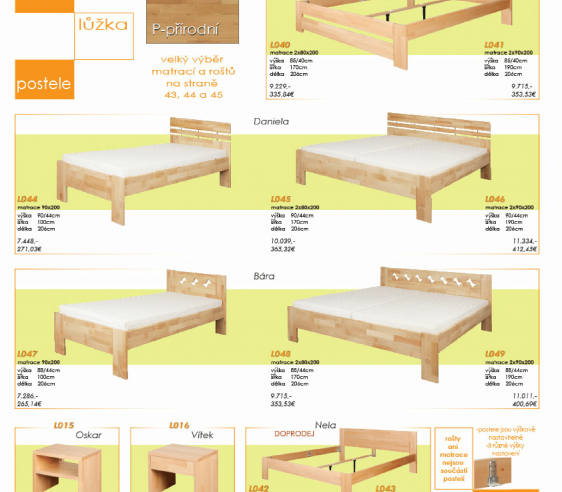 lůžka
P-přírodní
velký výběr
matrací a roštů
na straně
43, 44 a 45
postele
L040
matrace 2x80x200
výška 85/40cm
šířka 170cm
délka 206cm
9.229,-
335,84€
L041
matrace 2x90x200
výška 85/40cm
šířka 190cm
délka 206cm
9.715,-
353,53€
Daniela
L044
matrace 90x200
výška 90/44cm
šířka 100cm
délka 206cm
7.448,-
271,03€
L045
matrace 2x80x200
výška 90/44cm
šířka 170cm
délka 206cm
10.039,-
365,32€
L046
matrace 2x90x200
výška 90/44cm
šířka 190cm
délka 206cm
11.334,-
412,45€
Bára
L047
matrace 90x200
výška 88/44cm
šířka 100cm
délka 206cm
7.286,-
265,14€
L048
matrace 2x80x200
výška 88/44cm
šířka 170cm
délka 206cm
9.715,-
353,53€
L049
matrace 2x90x200
výška 88/44cm
šířka 190cm
délka 206cm
11.011,-
400,69€
L015
Oskar
L016
Vítek
Nela
DOPRODEJ
L042
L043
rošty
ani
matrace
nejsou
součástí
postelí
-postele jsou výškově
nastavitelné
-3 různé výšky
nastavení